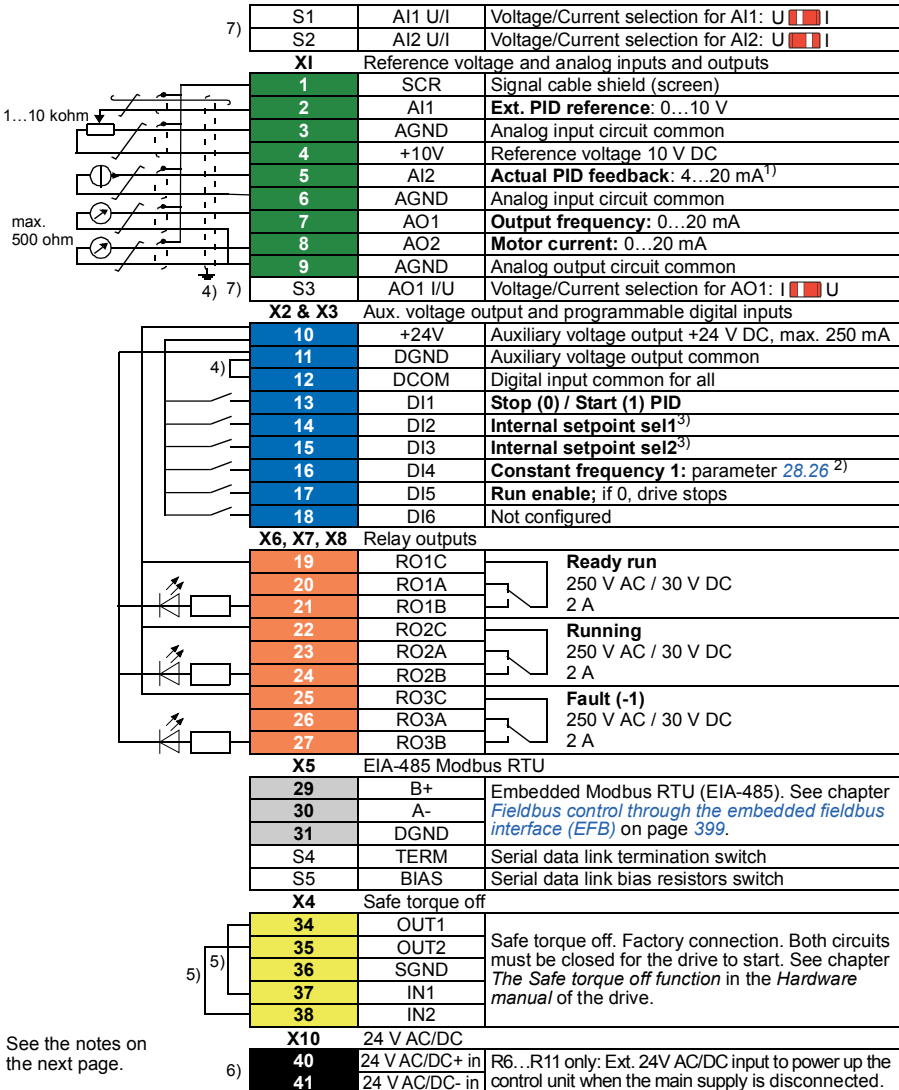 7)
S1 AI1 U/I Voltage/Current selection for AI1: U I
S2 AI2 U/I Voltage/Current selection for AI2: U I
XI Reference voltage and analog inputs and outputs
1 SCR Signal cable shield (screen)
1…10 kohm
2 AI1 Ext. PID reference: 0…10 V
3 AGND Analog input circuit common
4 +10V Reference voltage 10 V DC
5 AI2 Actual PID feedback: 4…20 mA1)
6 AGND Analog input circuit common
max.
500 ohm
7 AO1 Output frequency: 0…20 mA
8 AO2 Motor current: 0…20 mA
9 AGND Analog output circuit common
4) 7)
S3 AO1 I/U Voltage/Current selection for AO1: I U
X2 & X3 Aux. voltage output and programmable digital inputs
10 +24V Auxiliary voltage output +24 V DC, max. 250 mA
11 DGND Auxiliary voltage output common
4)
12 DCOM Digital input common for all
13 DI1 Stop (0) / Start (1) PID
14 DI2 Internal setpoint sel13)
15 DI3 Internal setpoint sel23)
16 DI4 Constant frequency 1: parameter 28.26 2)
17 DI5 Run enable; if 0, drive stops
18 DI6 Not configured
X6, X7, X8 Relay outputs
19 RO1C Ready run
20 RO1A 250 V AC / 30 V DC
21 RO1B 2 A
22 RO2C Running
23 RO2A 250 V AC / 30 V DC
24 RO2B 2 A
25 RO3C Fault (-1)
26 RO3A 250 V AC / 30 V DC
27 RO3B 2 A
X5 EIA-485 Modbus RTU
29 B+ Embedded Modbus RTU (EIA-485). See chapter
30 A- Fieldbus control through the embedded fieldbus
31 DGND interface (EFB) on page 399.
S4 TERM Serial data link termination switch
S5 BIAS Serial data link bias resistors switch
X4 Safe torque off
34 OUT1
35 OUT2
36 SGND
37 IN1
38 IN2
Safe torque off. Factory connection. Both circuits
must be closed for the drive to start. See chapter
The Safe torque off function in the Hardware
manual of the drive.
5) 5)
X10 24 V AC/DC
See the notes on
the next page.
6)
40 24 V AC/DC+ in R6…R11 only: Ext. 24V AC/DC input to power up the
41 24 V AC/DC- in control unit when the main supply is disconnected.